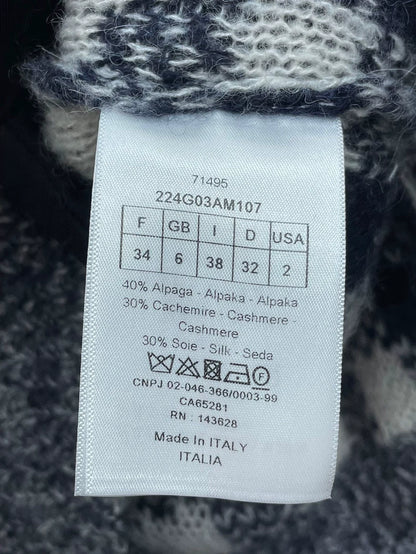 71495
224G03AM107
F GB I D USA
34 6 38 32 2
40% Alpaga - Alpaka - Alpaca
30% Cachemire - Cashmere -
Cashmere
30% Soie - Silk - Seda
F
CNPJ 02-046-366/0003-99
CA65281
RN : 143628
Made In ITALY
ITALIA